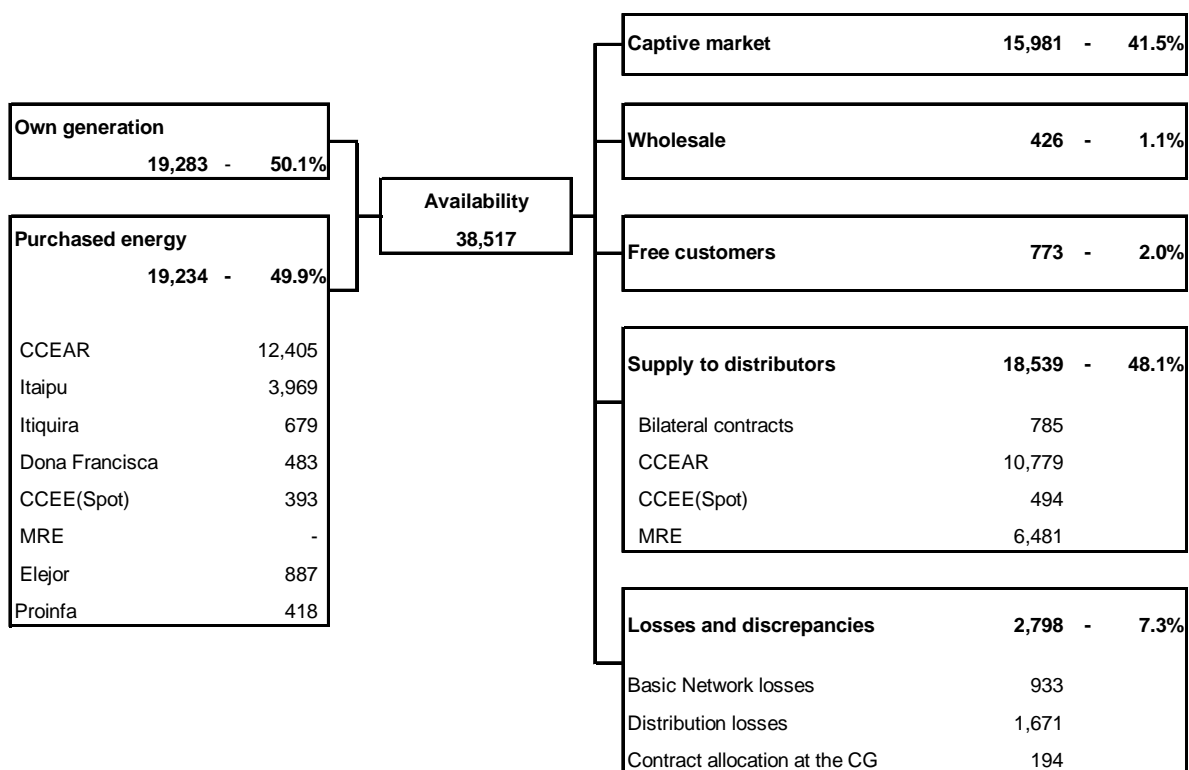 Own generation
19,283 - 50.1%
Purchased energy
19,234 - 49.9%
CCEAR 12,405
Itaipu 3,969
Itiquira 679
Dona Francisca 483
CCEE(Spot) 393
MRE -
Elejor 887
Proinfa 418
Availability
38,517
Captive market 15,981 - 41.5%
Wholesale 426 - 1.1%
Free customers 773 - 2.0%
Supply to distributors 18,539 - 48.1%
Bilateral contracts 785
CCEAR 10,779
CCEE(Spot) 494
MRE 6,481
Losses and discrepancies 2,798 - 7.3%
Basic Network losses 933
Distribution losses 1,671
Contract allocation at the CG 194